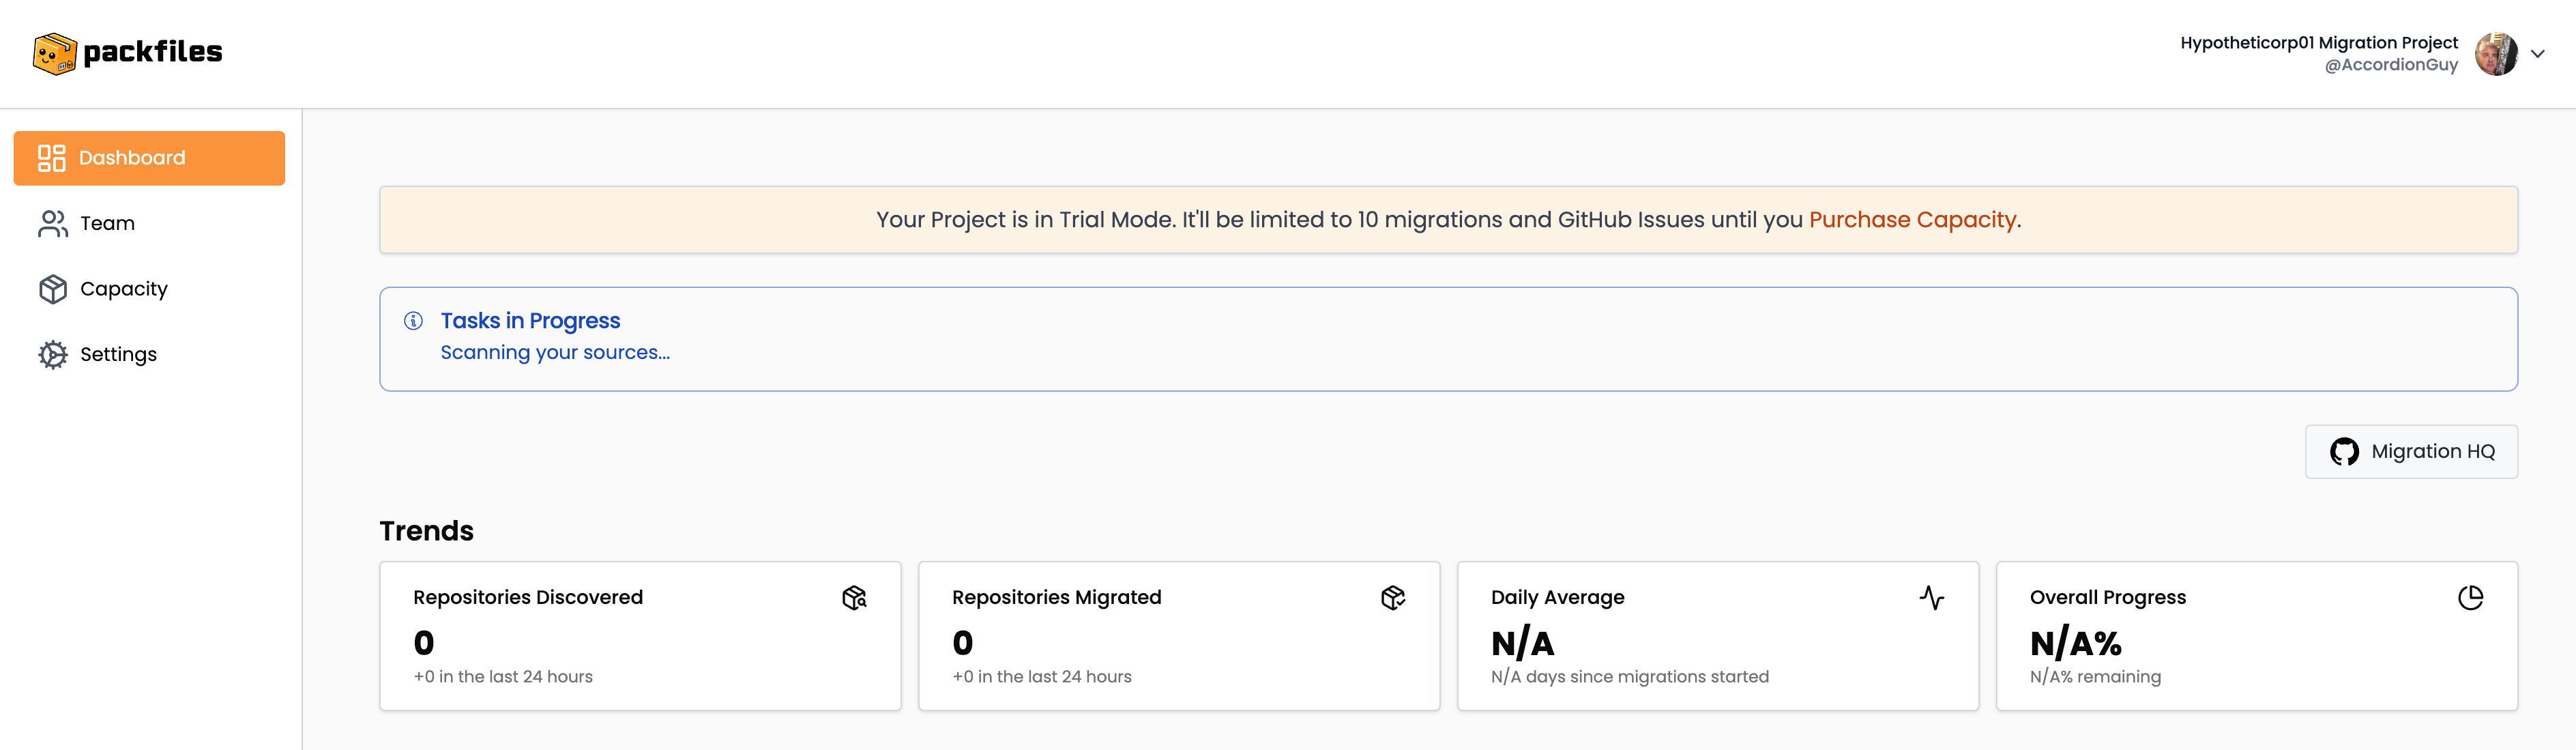 packfiles
Hypotheticorp01 Migration Project
@AccordionGuy
Dashboard
Team
Capacity
Settings
Your Project is in Trial Mode. It'll be limited to 10 migrations and GitHub Issues until you Purchase Capacity.
Tasks in Progress
Scanning your sources...
Migration HQ
Trends
Repositories Discovered
0
+0 in the last 24 hours
Repositories Migrated
0
+0 in the last 24 hours
Daily Average
N/A
N/A days since migrations started
Overall Progress
N/A%
N/A% remaining